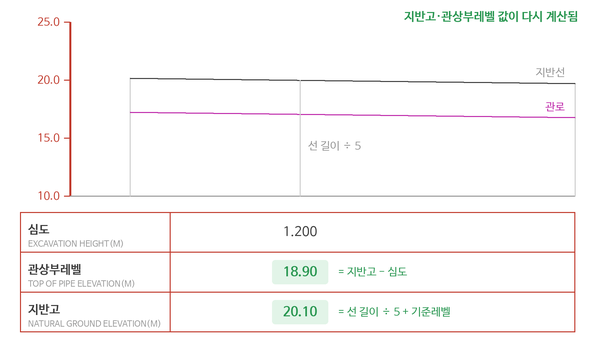 지반고·관상부레벨 값이 다시 계산됨
25.0
지반선
20.0
관로
15.0
선 길이 ÷ 5
10.0
심도
EXCAVATION HEIGHT(M)
1.200
관상부레벨
TOP OF PIPE ELEVATION(M)
18.90 = 지반고 − 심도
지반고
NATURAL GROUND ELEVATION(M)
20.10 = 선 길이 ÷ 5 + 기준레벨